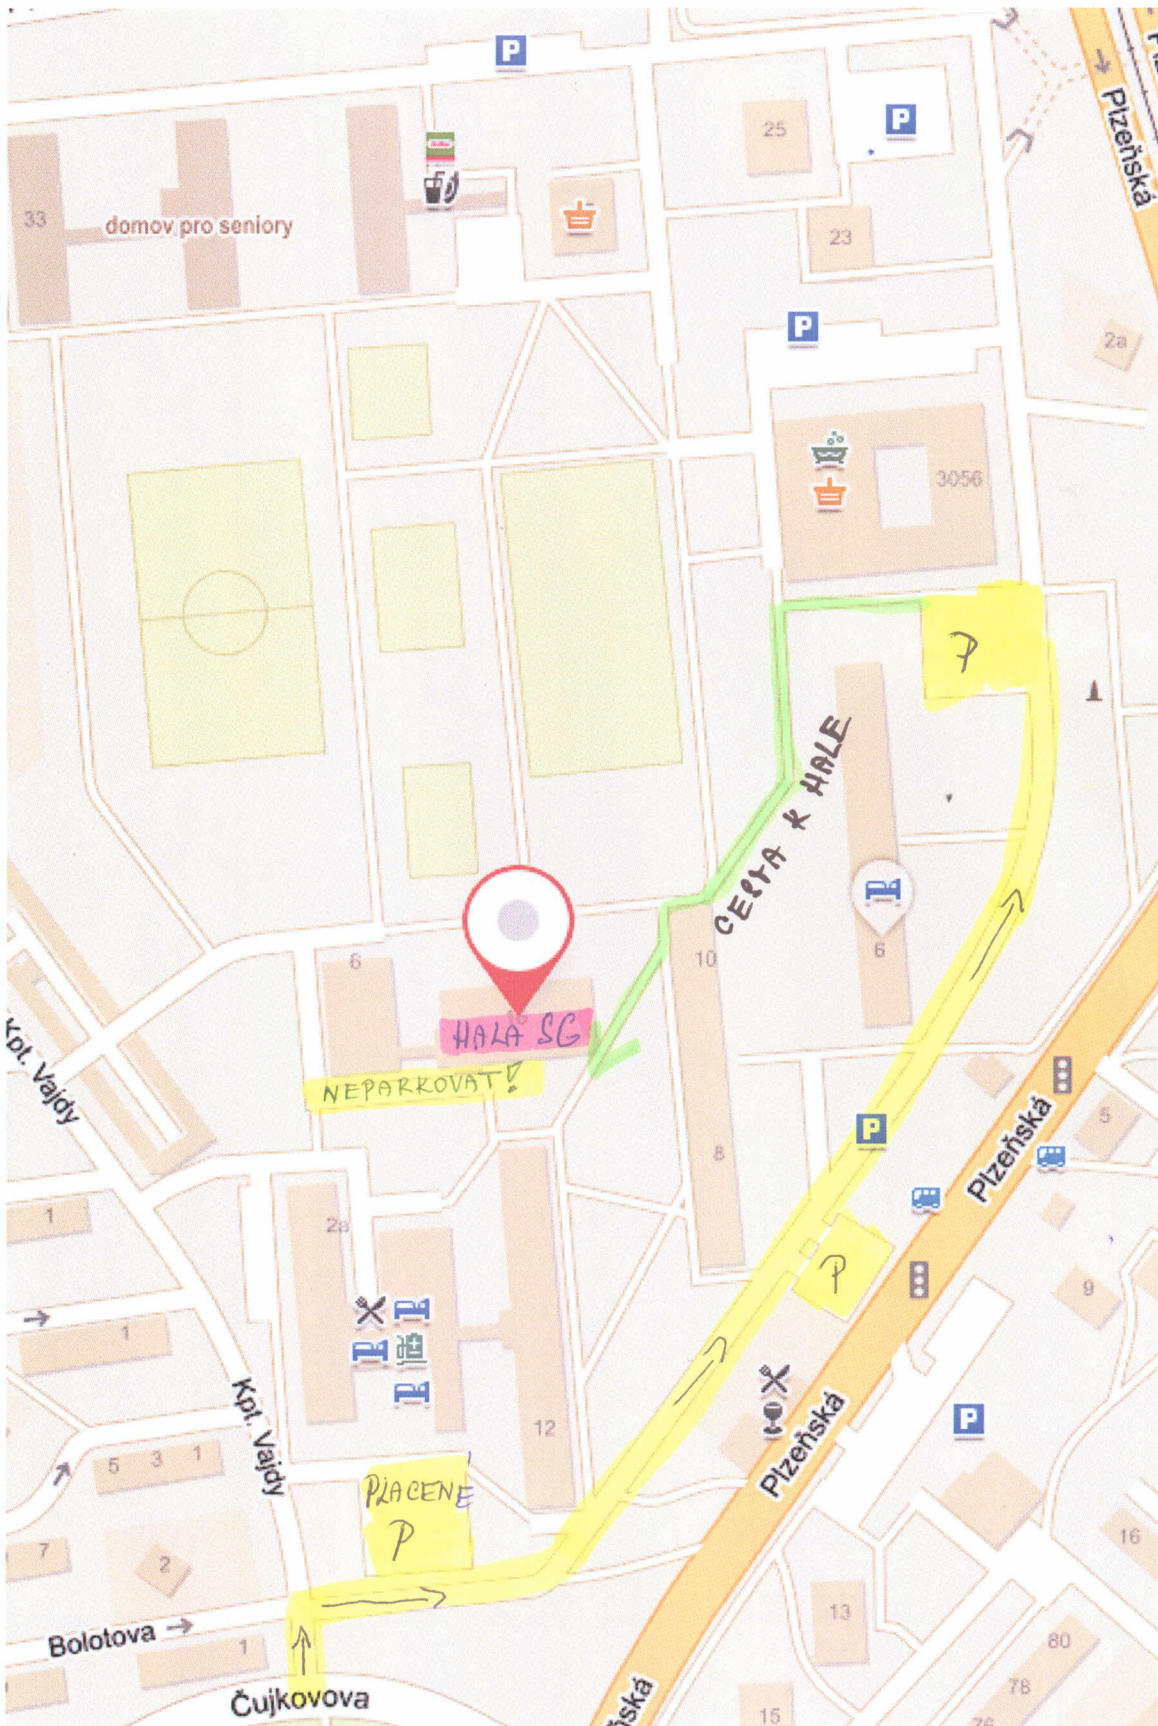 P
Plzeňská
25
P
33
domov pro seniory
23
P
2a
3056
P
CESTA K HALE
6
10
6
HALA SG
NEPARKOVAT!
Kpt. Vajdy
Plzeňská
5
P
8
1
2a
P
9
1
Kpt. Vajdy
12
Plzeňská
P
5 3 1
PLACENÉ
P
7
2
16
13
Bolotova
1
80
Čujkovova
78
15
76